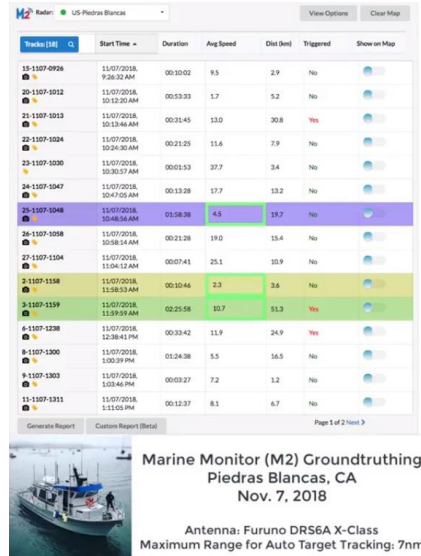 M2 Radar: US-Piedras Blancas View Options Clear Map
Tracks: [18] Start Time Duration Avg Speed Dist (km) Triggered Show on Map
15-1107-0926 11/07/2018, 9:26:32 AM 00:10:02 9.5 2.9 No
20-1107-1012 11/07/2018, 10:12:20 AM 00:53:33 1.7 5.2 No
21-1107-1013 11/07/2018, 10:13:46 AM 00:31:45 13.0 30.8 Yes
22-1107-1024 11/07/2018, 10:24:30 AM 00:21:25 11.6 7.9 No
23-1107-1030 11/07/2018, 10:30:57 AM 00:01:53 37.7 3.4 No
24-1107-1047 11/07/2018, 10:47:05 AM 00:13:28 17.7 13.2 No
25-1107-1048 11/07/2018, 10:48:56 AM 01:58:38 4.5 19.7 No
26-1107-1058 11/07/2018, 10:58:14 AM 00:21:28 19.0 15.4 No
27-1107-1104 11/07/2018, 11:04:12 AM 00:07:41 25.1 10.9 No
2-1107-1158 11/07/2018, 11:58:53 AM 00:10:46 2.3 3.6 No
3-1107-1159 11/07/2018, 11:59:59 AM 02:25:58 10.7 51.3 Yes
6-1107-1238 11/07/2018, 12:38:41 PM 00:33:42 11.9 24.9 Yes
8-1107-1300 11/07/2018, 1:00:39 PM 01:24:38 5.5 16.5 No
9-1107-1303 11/07/2018, 1:03:46 PM 00:03:27 7.2 1.2 No
11-1107-1311 11/07/2018, 1:11:05 PM 00:12:37 8.1 6.7 No
Generate Report Custom Report (Beta) Page 1 of 2 Next
Marine Monitor (M2) Groundtruthing
Piedras Blancas, CA
Nov. 7, 2018
Antenna: Furuno DRS6A X-Class
Maximum Range for Auto Target Tracking: 7nm